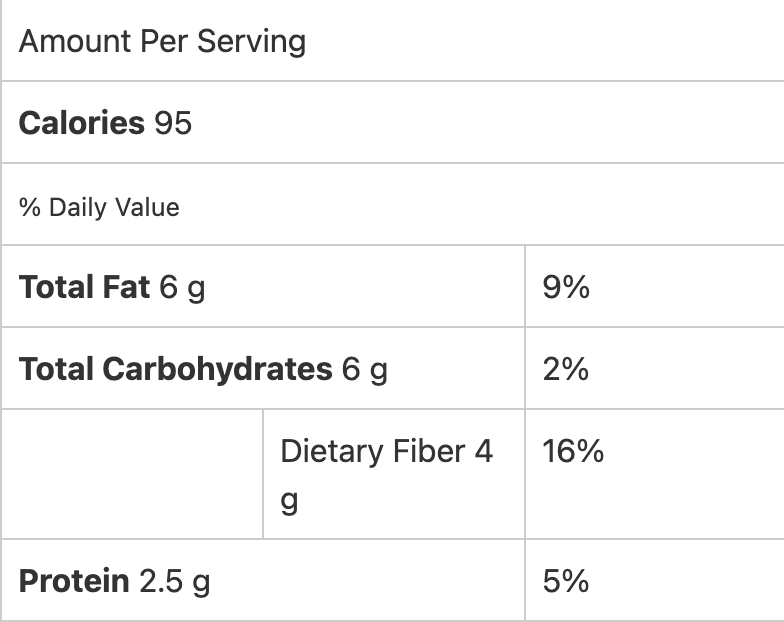 Amount Per Serving
Calories 95
% Daily Value
Total Fat 6 g
9%
Total Carbohydrates 6 g
2%
Dietary Fiber 4
g
16%
Protein 2.5 g
5%